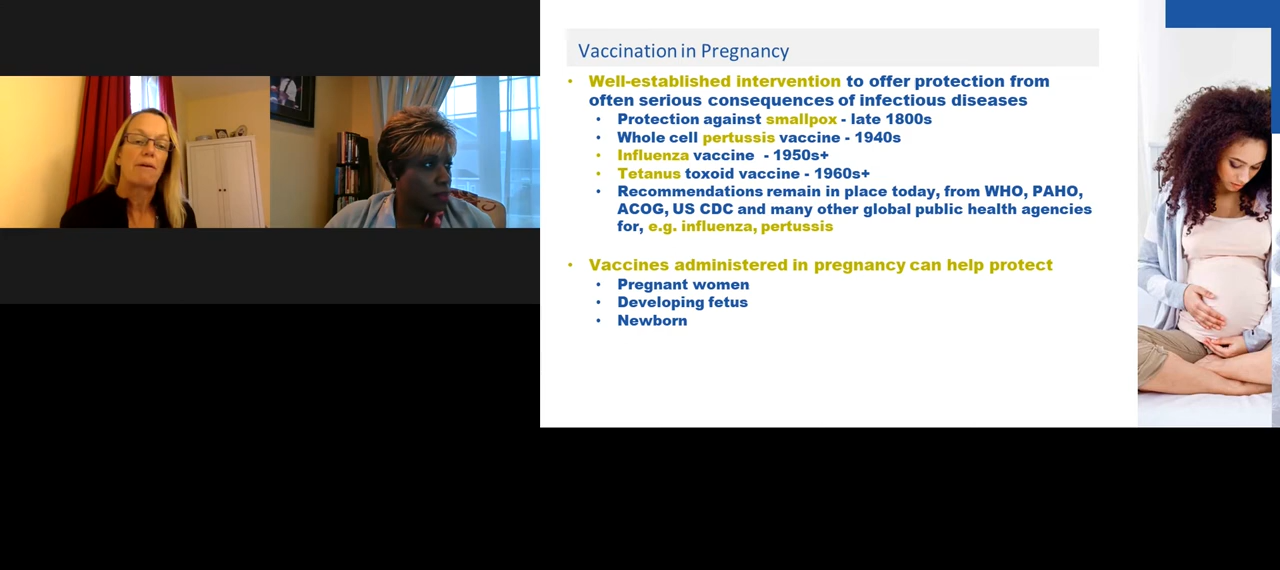 Vaccination in Pregnancy
• Well-established intervention to offer protection from
often serious consequences of infectious diseases
• Protection against smallpox - late 1800s
• Whole cell pertussis vaccine - 1940s
• Influenza vaccine - 1950s+
• Tetanus toxoid vaccine - 1960s+
• Recommendations remain in place today, from WHO, PAHO,
ACOG, US CDC and many other global public health agencies
for, e.g. influenza, pertussis
• Vaccines administered in pregnancy can help protect
• Pregnant women
• Developing fetus
• Newborn